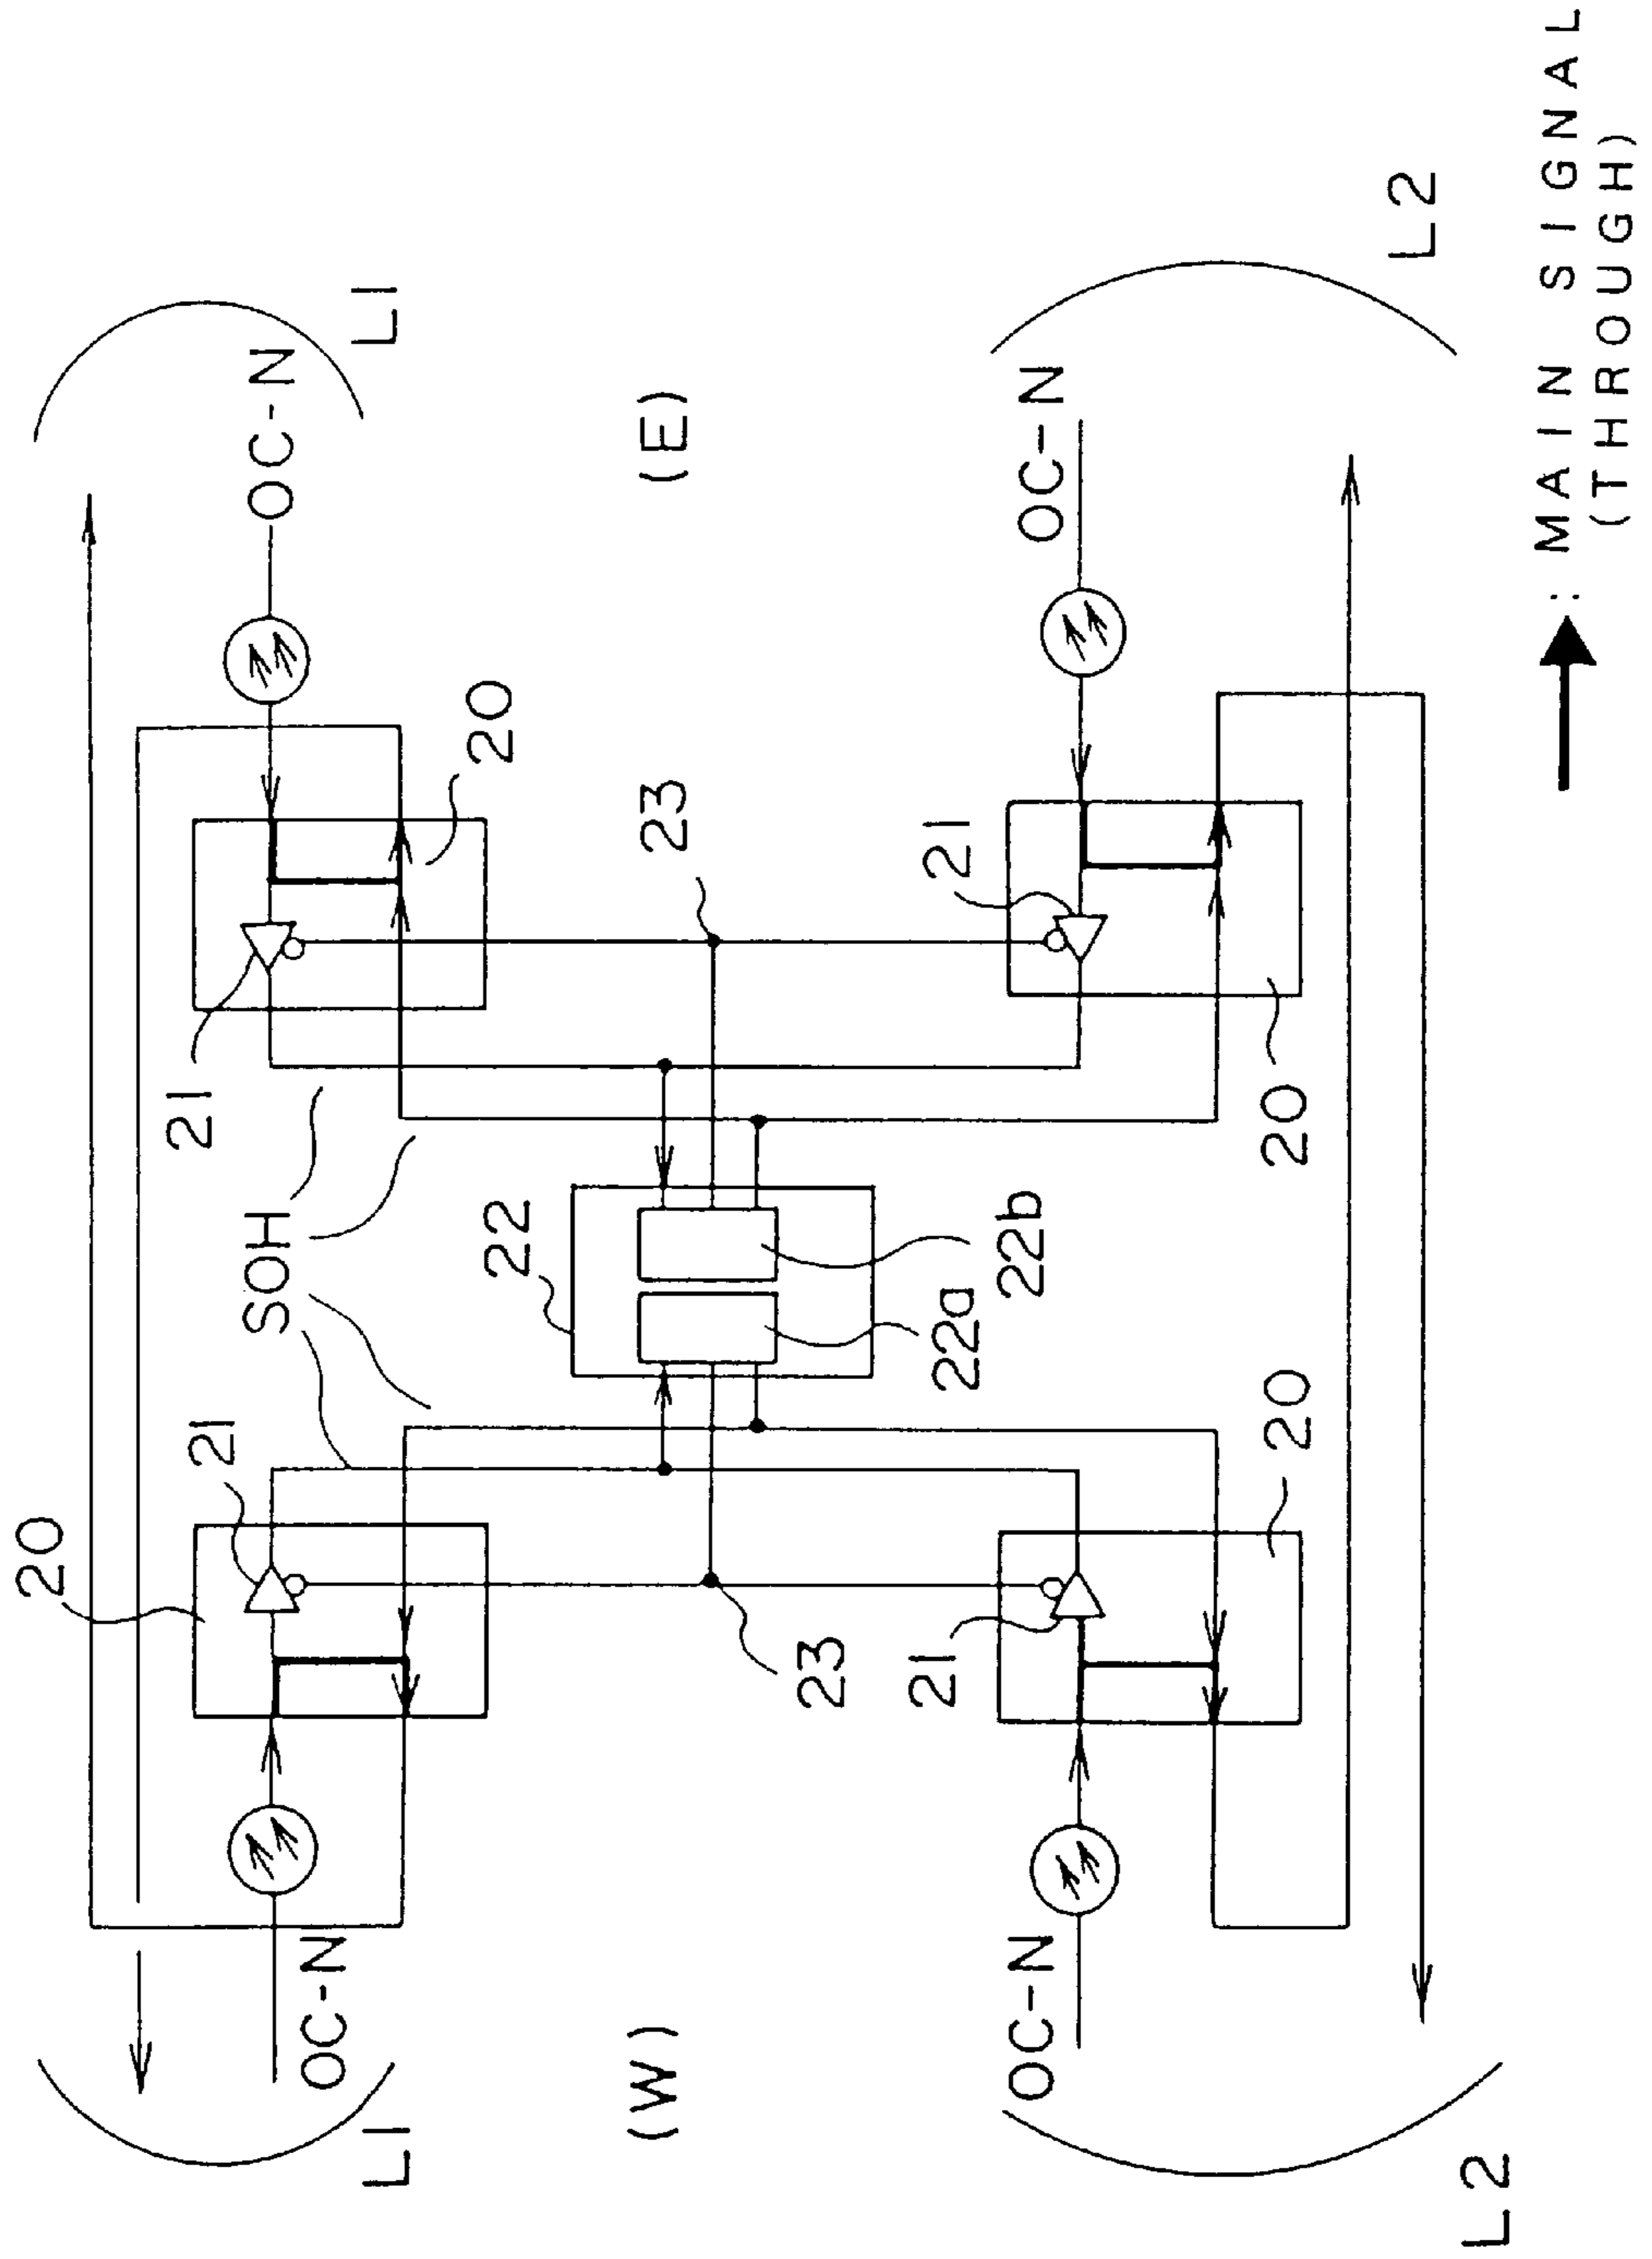 L1
OC-N
20
21
SOH
21
20
OC-N
L1
(W)
23
22
22a
22b
23
(E)
L2
OC-N
21
20
20
21
OC-N
L2
: MAIN SIGNAL
(THROUGH)